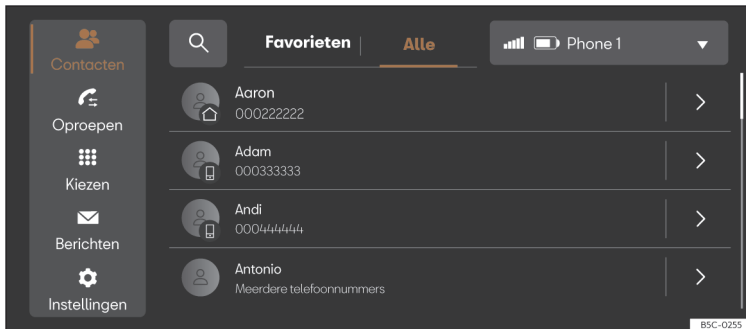 Contacten
Oproepen
Kiezen
Berichten
Instellingen
Favorieten
Alle
Phone 1
Aaron
000222222
Adam
000333333
Andi
000444444
Antonio
Meerdere telefoonnummers
B5C-0255